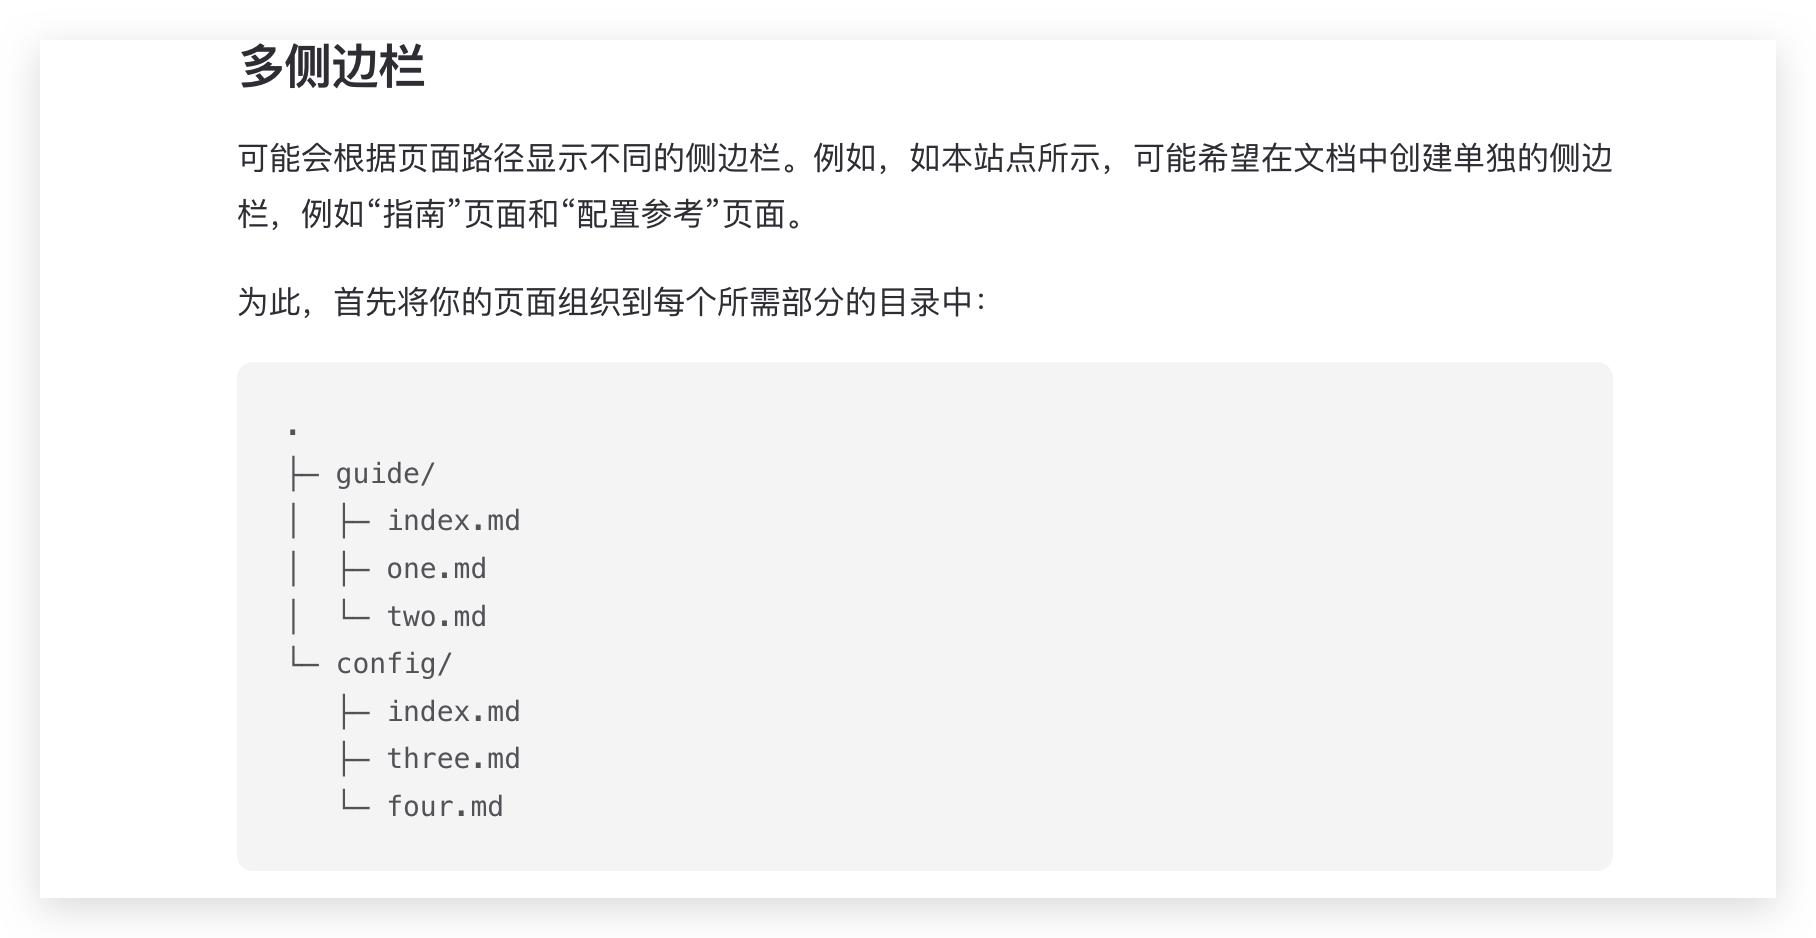 多侧边栏
可能会根据页面路径显示不同的侧边栏。例如，如本站点所示，可能希望在文档中创建单独的侧边
栏，例如“指南”页面和“配置参考”页面。
为此，首先将你的页面组织到每个所需部分的目录中：
.
├─ guide/
│  ├─ index.md
│  ├─ one.md
│  └─ two.md
└─ config/
   ├─ index.md
   ├─ three.md
   └─ four.md